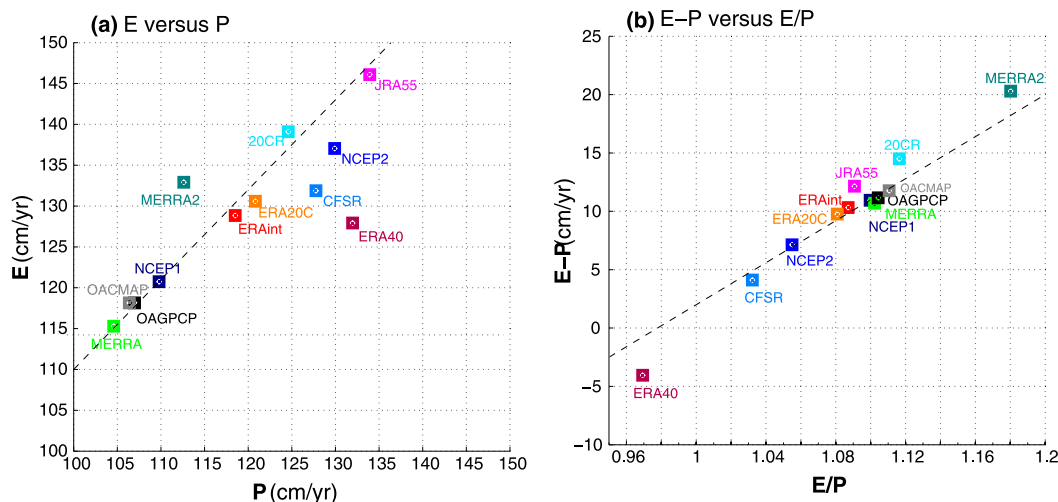 (a) E versus P
150
145
140
135
130
125
120
115
110
105
100
E (cm/yr)
JRA55
20CR
NCEP2
MERRA2
CFSR
ERA20C
ERAint
ERA40
NCEP1
OACMAP
OAGPCP
MERRA
100 105 110 115 120 125 130 135 140 145 150
P (cm/yr)
(b) E−P versus E/P
25
20
15
10
5
0
−5
−10
E−P (cm/yr)
MERRA2
20CR
JRA55
OACMAP
ERAint
OAGPCP
ERA20C
MERRA
NCEP1
NCEP2
CFSR
ERA40
0.96 1 1.04 1.08 1.12 1.16 1.2
E/P